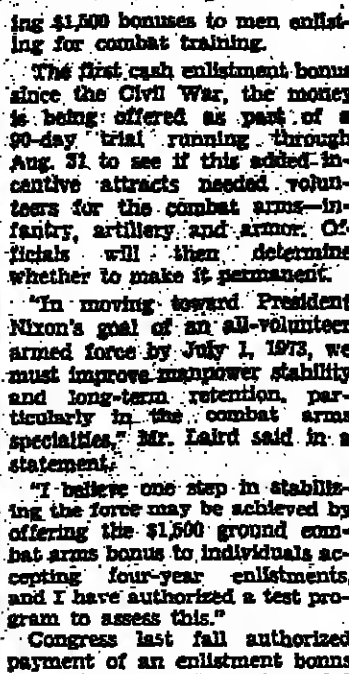 ing $1,500 bonuses to men enlist-
ing for combat training.
The first cash enlistment bonus
since the Civil War, the money
is being offered as part of a
90-day trial running through
Aug. 31 to see if this added in-
centive attracts needed volun-
teers for the combat arms—in-
fantry, artillery and armor. Of-
ficials will then determine
whether to make it permanent.
"In moving toward President
Nixon's goal of an all-volunteer
armed force by July 1, 1973, we
must improve manpower stability
and long-term retention, par-
ticularly in the combat arms
specialties," Mr. Laird said in a
statement.
"I believe one step in stabiliz-
ing the force may be achieved by
offering the $1,500 ground com-
bat arms bonus to individuals ac-
cepting four-year enlistments,
and I have authorized a test pro-
gram to assess this."
Congress last fall authorized
payment of an enlistment bonus